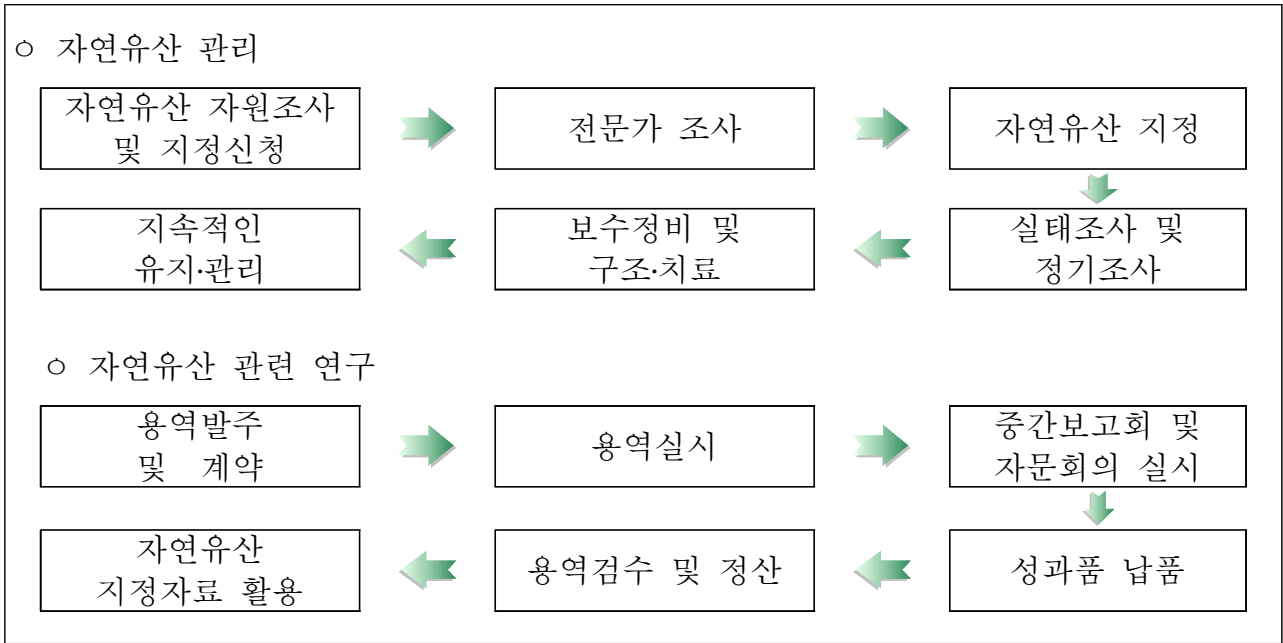 ㅇ 자연유산 관리
자연유산 자원조사
및 지정신청
전문가 조사
자연유산 지정
실태조사 및
정기조사
보수정비 및
구조·치료
지속적인
유지·관리
ㅇ 자연유산 관련 연구
용역발주
및 계약
용역실시
중간보고회 및
자문회의 실시
성과품 납품
용역검수 및 정산
자연유산
지정자료 활용